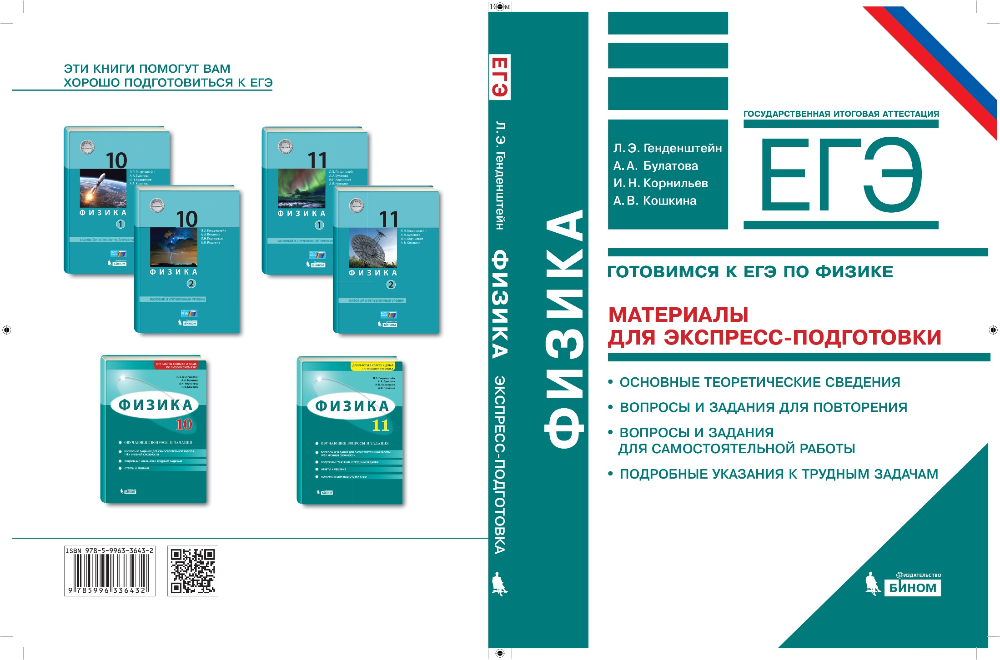 ЭТИ КНИГИ ПОМОГУТ ВАМ
ХОРОШО ПОДГОТОВИТЬСЯ К ЕГЭ
10
Л.Э.Генденштейн
А.А.Булатова
И.Н.Корнильев
А.В.Кошкина
ФИЗИКА
1
БАЗОВЫЙ И УГЛУБЛЕННЫЙ УРОВНИ
БИНОМ
10
Л.Э.Генденштейн
А.А.Булатова
И.Н.Корнильев
А.В.Кошкина
ФИЗИКА
2
БАЗОВЫЙ И УГЛУБЛЕННЫЙ УРОВНИ
БИНОМ
11
Л.Э.Генденштейн
А.А.Булатова
И.Н.Корнильев
А.В.Кошкина
ФИЗИКА
1
БАЗОВЫЙ И УГЛУБЛЕННЫЙ УРОВНИ
БИНОМ
11
Л.Э.Генденштейн
А.А.Булатова
И.Н.Корнильев
А.В.Кошкина
ФИЗИКА
2
БАЗОВЫЙ И УГЛУБЛЕННЫЙ УРОВНИ
БИНОМ
ДЛЯ РАБОТЫ В КЛАССЕ И ДОМА
ПО ЛЮБОМУ УЧЕБНИКУ
Л.Э. Генденштейн
А.А. Булатова
И.Н. Корнильев
А.В. Кошкина
ФИЗИКА
10
ОБУЧАЮЩИЕ ВОПРОСЫ И ЗАДАНИЯ
ВОПРОСЫ И ЗАДАНИЯ ДЛЯ САМОСТОЯТЕЛЬНОЙ РАБОТЫ
ТРЁХ УРОВНЕЙ СЛОЖНОСТИ
ПОДРОБНЫЕ УКАЗАНИЯ К ТРУДНЫМ ЗАДАЧАМ
ОТВЕТЫ И РЕШЕНИЯ
БИНОМ
ДЛЯ РАБОТЫ В КЛАССЕ И ДОМА
ПО ЛЮБОМУ УЧЕБНИКУ
Л.Э. Генденштейн
А.А. Булатова
И.Н. Корнильев
А.В. Кошкина
ФИЗИКА
11
ОБУЧАЮЩИЕ ВОПРОСЫ И ЗАДАНИЯ
ВОПРОСЫ И ЗАДАНИЯ ДЛЯ САМОСТОЯТЕЛЬНОЙ РАБОТЫ
ТРЁХ УРОВНЕЙ СЛОЖНОСТИ
ПОДРОБНЫЕ УКАЗАНИЯ К ТРУДНЫМ ЗАДАЧАМ
ОТВЕТЫ И РЕШЕНИЯ
МАТЕРИАЛЫ ДЛЯ ПОДГОТОВКИ К ЕГЭ
БИНОМ
ISBN 978-5-9963-3643-2
9 785996 336432
ЕГЭ Л. Э. Генденштейн ФИЗИКА ЭКСПРЕСС-ПОДГОТОВКА
ФИЗИКА
Л. Э. Генденштейн
А. А. Булатова
И. Н. Корнильев
А. В. Кошкина
ГОСУДАРСТВЕННАЯ ИТОГОВАЯ АТТЕСТАЦИЯ
ЕГЭ
ГОТОВИМСЯ К ЕГЭ ПО ФИЗИКЕ
МАТЕРИАЛЫ
ДЛЯ ЭКСПРЕСС-ПОДГОТОВКИ
• ОСНОВНЫЕ ТЕОРЕТИЧЕСКИЕ СВЕДЕНИЯ
• ВОПРОСЫ И ЗАДАНИЯ ДЛЯ ПОВТОРЕНИЯ
• ВОПРОСЫ И ЗАДАНИЯ
ДЛЯ САМОСТОЯТЕЛЬНОЙ РАБОТЫ
• ПОДРОБНЫЕ УКАЗАНИЯ К ТРУДНЫМ ЗАДАЧАМ
ИЗДАТЕЛЬСТВО
БИНОМ